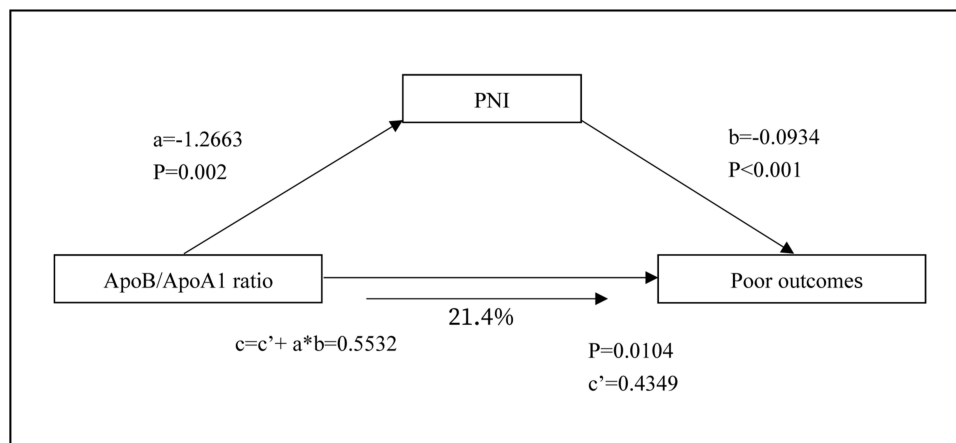 PNI
a=-1.2663
P=0.002
b=-0.0934
P<0.001
ApoB/ApoA1 ratio
Poor outcomes
21.4%
c=c’+ a*b=0.5532
P=0.0104
c’=0.4349